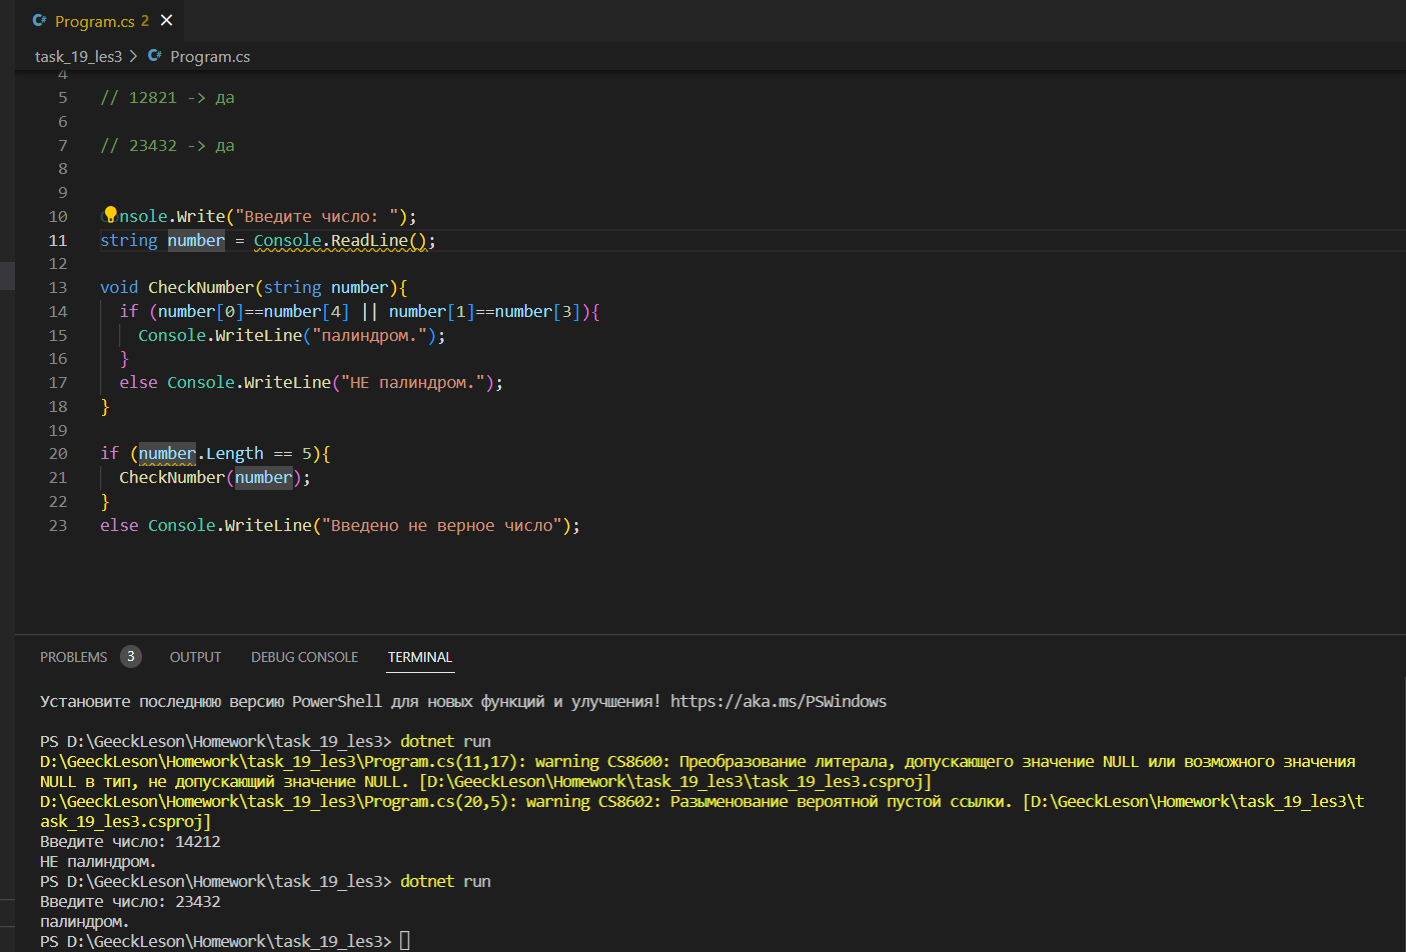 C# Program.cs 2 ×
task_19_les3 > C# Program.cs
4
5 // 12821 -> да
6
7 // 23432 -> да
8
9
10 nsole.Write("Введите число: ");
11 string number = Console.ReadLine();
12
13 void CheckNumber(string number){
14 if (number[0]==number[4] || number[1]==number[3]){
15 Console.WriteLine("палиндром.");
16 }
17 else Console.WriteLine("НЕ палиндром.");
18 }
19
20 if (number.Length == 5){
21 CheckNumber(number);
22 }
23 else Console.WriteLine("Введено не верное число");
PROBLEMS 3 OUTPUT DEBUG CONSOLE TERMINAL
Установите последнюю версию PowerShell для новых функций и улучшения! https://aka.ms/PSWindows
PS D:\GeeckLeson\Homework\task_19_les3> dotnet run
D:\GeeckLeson\Homework\task_19_les3\Program.cs(11,17): warning CS8600: Преобразование литерала, допускающего значение NULL или возможного значения
NULL в тип, не допускающий значение NULL. [D:\GeeckLeson\Homework\task_19_les3\task_19_les3.csproj]
D:\GeeckLeson\Homework\task_19_les3\Program.cs(20,5): warning CS8602: Разыменование вероятной пустой ссылки. [D:\GeeckLeson\Homework\task_19_les3\t
ask_19_les3.csproj]
Введите число: 14212
НЕ палиндром.
PS D:\GeeckLeson\Homework\task_19_les3> dotnet run
Введите число: 23432
палиндром.
PS D:\GeeckLeson\Homework\task_19_les3>